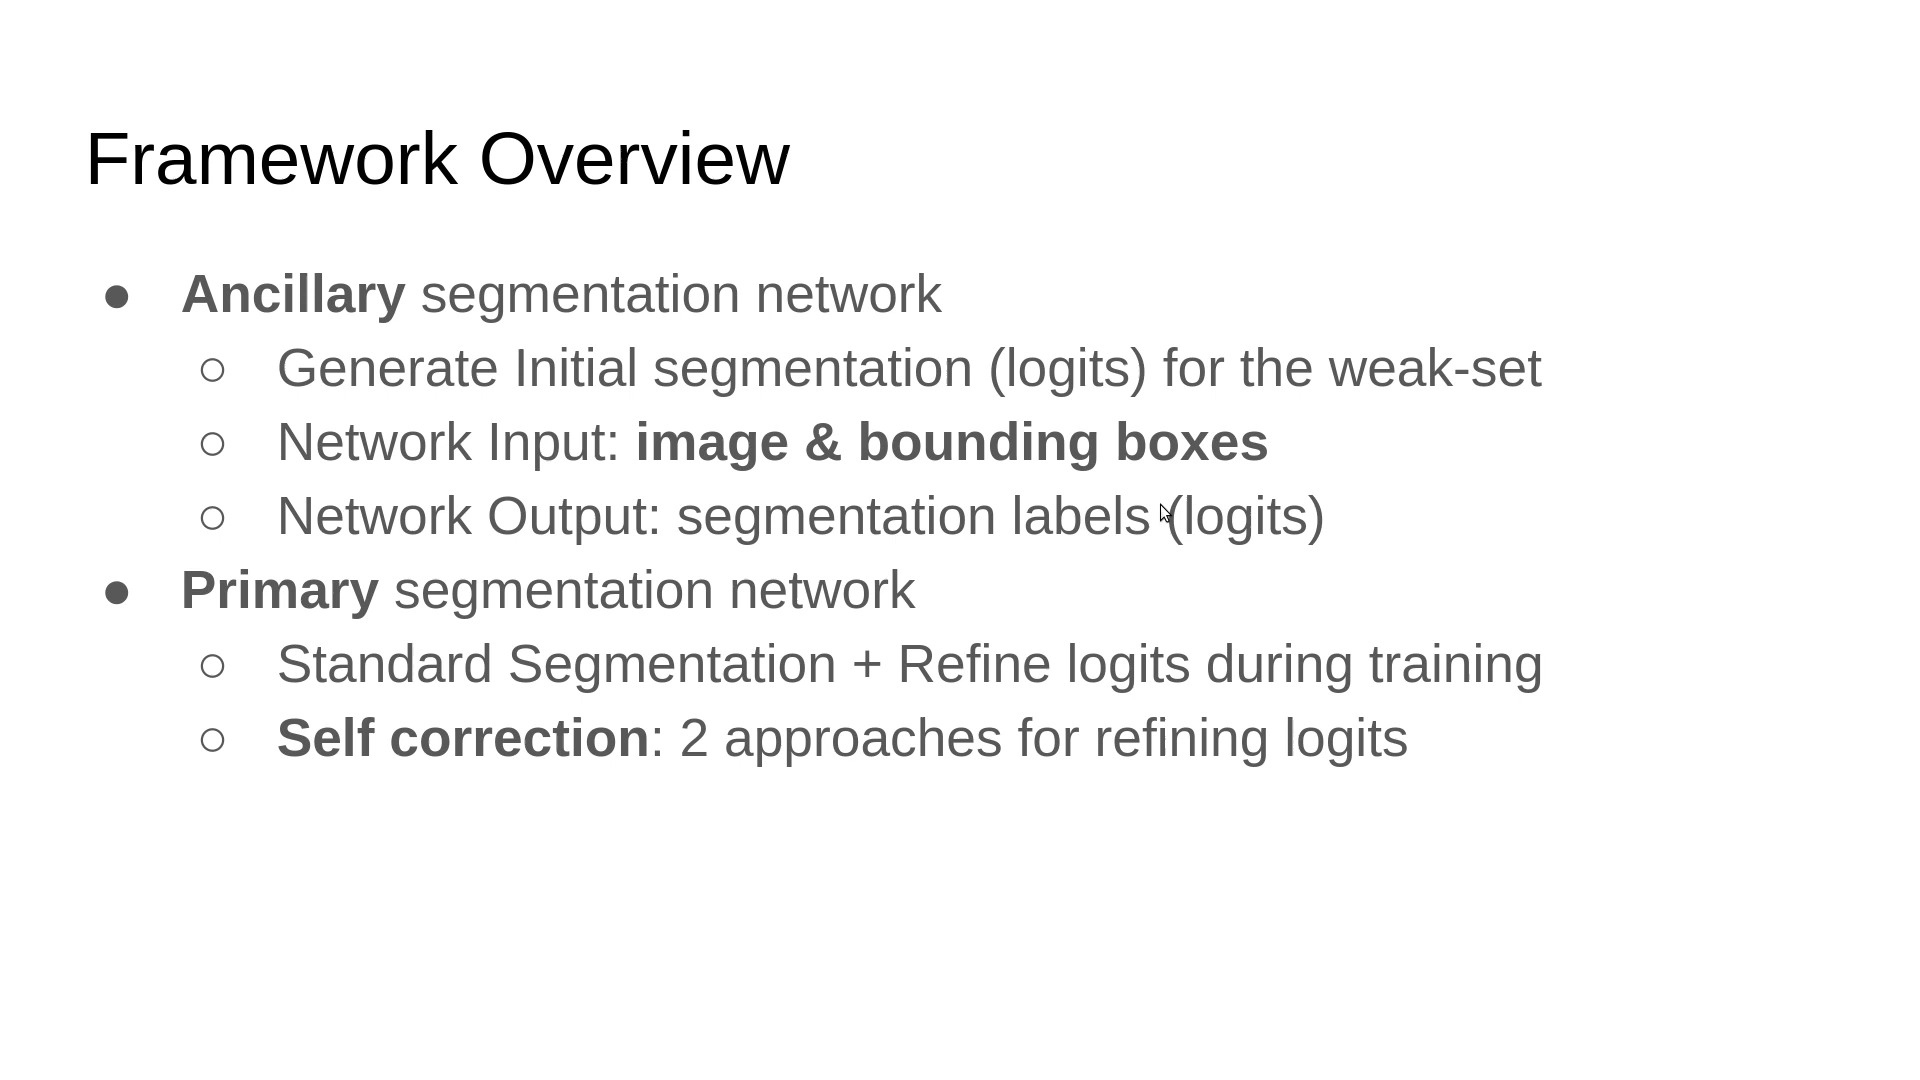 Framework Overview
● Ancillary segmentation network
○ Generate Initial segmentation (logits) for the weak-set
○ Network Input: image & bounding boxes
○ Network Output: segmentation labels (logits)
● Primary segmentation network
○ Standard Segmentation + Refine logits during training
○ Self correction: 2 approaches for refining logits